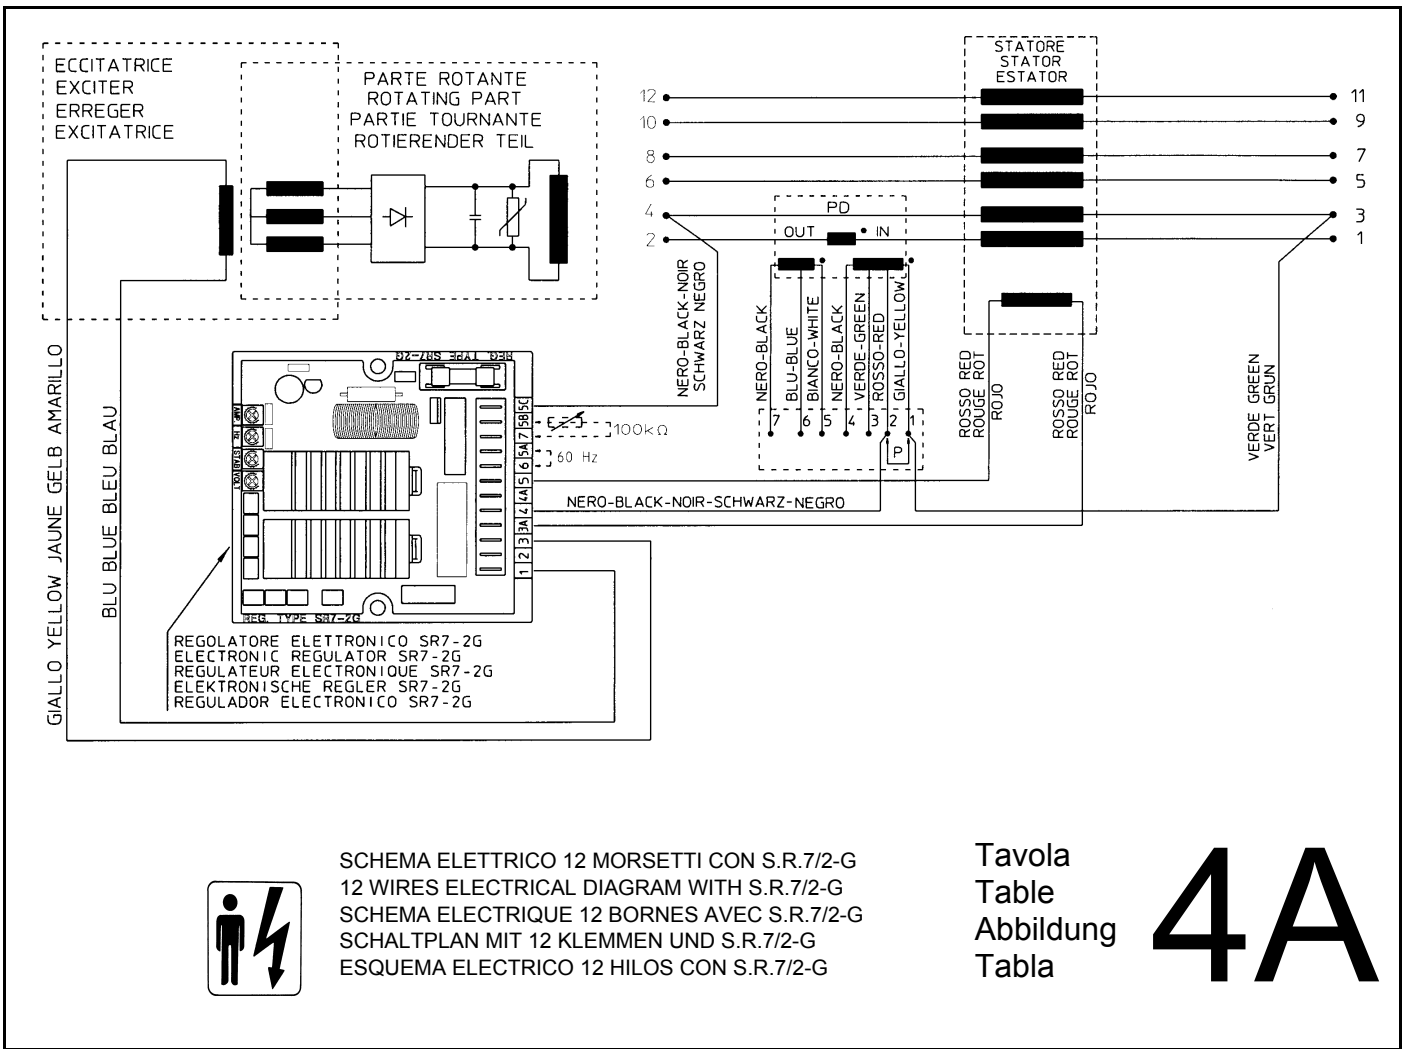 ECCITATRICE
EXCITER
ERREGER
EXCITATRICE
PARTE ROTANTE
ROTATING PART
PARTIE TOURNANTE
ROTIERENDER TEIL
STATORE
STATOR
ESTATOR
12
10
8
6
4
2
11
9
7
5
3
1
PD
OUT
IN
NERO-BLACK-NOIR
SCHWARZ NEGRO
NERO-BLACK
BLU-BLUE
BIANCO-WHITE
NERO-BLACK
VERDE-GREEN
ROSSO-RED
GIALLO-YELLOW
7 6 5 4 3 2 1
P
ROSSO RED
ROUGE ROT
ROJO
ROSSO RED
ROUGE ROT
ROJO
VERDE GREEN
VERT GRUN
GIALLO YELLOW JAUNE GELB AMARILLO
BLU BLUE BLEU BLAU
REG. TYPE SR7-2G
AMP
Hz
STAB
VOLT
5C
5B
7
5A
6
5
4A
4
3A
3
2
1
100kΩ
60 Hz
NERO-BLACK-NOIR-SCHWARZ-NEGRO
REG. TYPE SR7-2G
REGOLATORE ELETTRONICO SR7-2G
ELECTRONIC REGULATOR SR7-2G
REGULATEUR ELECTRONIQUE SR7-2G
ELEKTRONISCHE REGLER SR7-2G
REGULADOR ELECTRONICO SR7-2G
SCHEMA ELETTRICO 12 MORSETTI CON S.R.7/2-G
12 WIRES ELECTRICAL DIAGRAM WITH S.R.7/2-G
SCHEMA ELECTRIQUE 12 BORNES AVEC S.R.7/2-G
SCHALTPLAN MIT 12 KLEMMEN UND S.R.7/2-G
ESQUEMA ELECTRICO 12 HILOS CON S.R.7/2-G
Tavola
Table
Abbildung
Tabla
4A